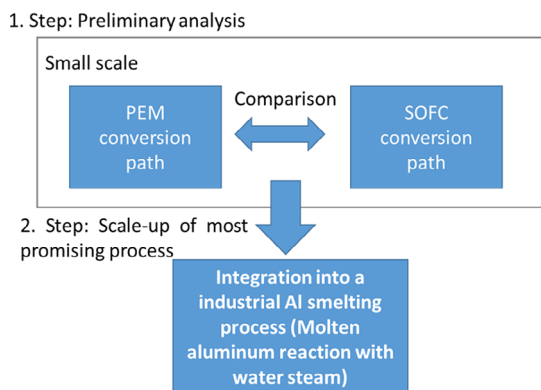 1. Step: Preliminary analysis
Small scale
PEM
conversion
path
Comparison
SOFC
conversion
path
2. Step: Scale-up of most
promising process
Integration into a
industrial Al smelting
process (Molten
aluminum reaction with
water steam)